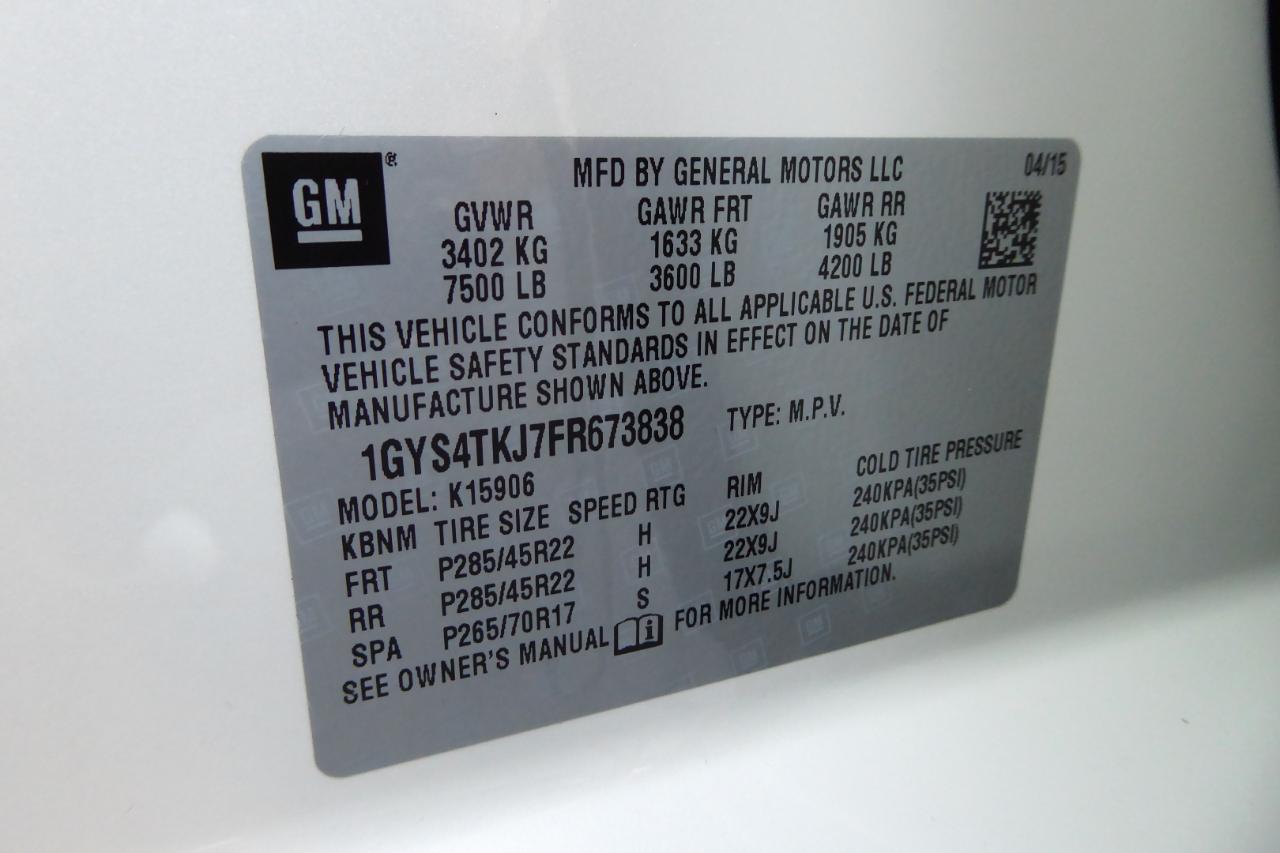 GM ® MFD BY GENERAL MOTORS LLC 04/15
GVWR GAWR FRT GAWR RR
3402 KG 1633 KG 1905 KG
7500 LB 3600 LB 4200 LB
THIS VEHICLE CONFORMS TO ALL APPLICABLE U.S. FEDERAL MOTOR
VEHICLE SAFETY STANDARDS IN EFFECT ON THE DATE OF
MANUFACTURE SHOWN ABOVE.
1GYS4TKJ7FR673838 TYPE: M.P.V.
MODEL: K15906
KBNM TIRE SIZE SPEED RTG RIM COLD TIRE PRESSURE
FRT P285/45R22 H 22X9J 240KPA(35PSI)
RR P285/45R22 H 22X9J 240KPA(35PSI)
SPA P265/70R17 S 17X7.5J 240KPA(35PSI)
SEE OWNER'S MANUAL i FOR MORE INFORMATION.